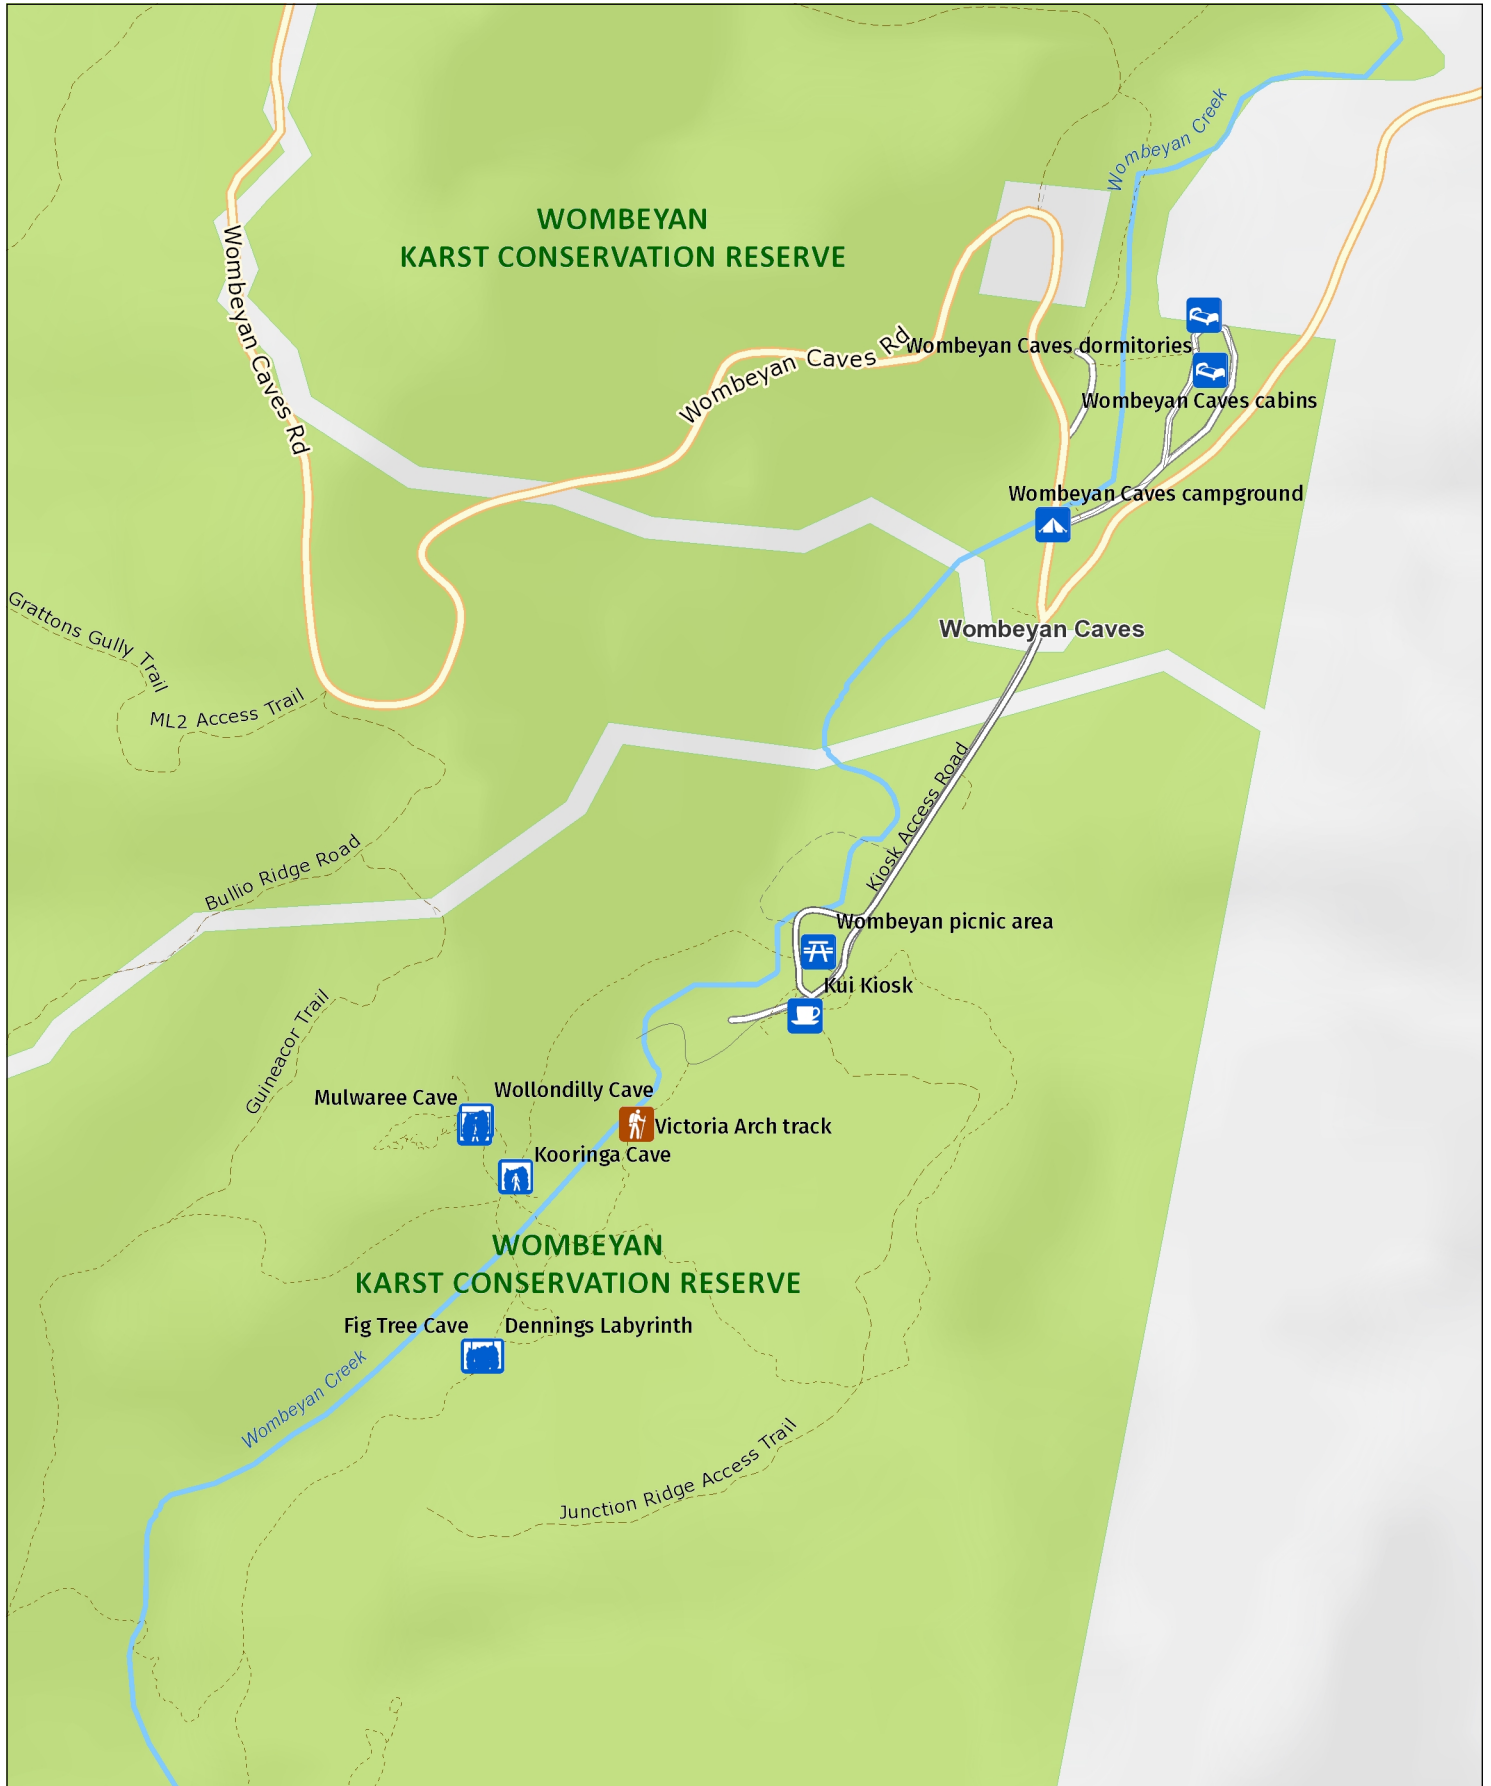 Wombeyan Creek
WOMBEYAN
KARST CONSERVATION RESERVE
Wombeyan Caves Rd
Wombeyan Caves Rd
Wombeyan Caves dormitories
Wombeyan Caves cabins
Wombeyan Caves campground
Grattons Gully Trail
Wombeyan Caves
ML2 Access Trail
Kiosk Access Road
Bullio Ridge Road
Wombeyan picnic area
Kui Kiosk
Guineacor Trail
Mulwaree Cave
Wollondilly Cave
Victoria Arch track
Kooringa Cave
WOMBEYAN
KARST CONSERVATION RESERVE
Fig Tree Cave
Dennings Labyrinth
Wombeyan Creek
Junction Ridge Access Trail